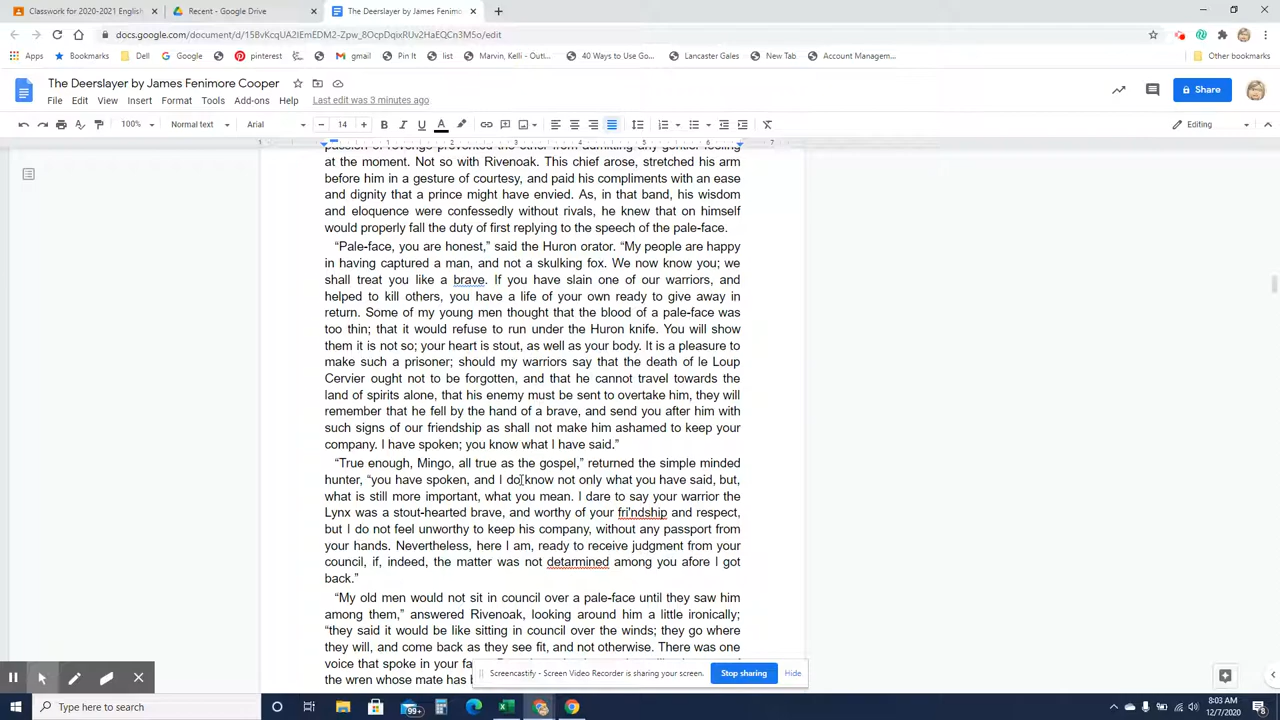 Classwork for 2020-2021 English
Recent - Google Drive
The Deerslayer by James Fenimo
docs.google.com/document/d/
/edit
Apps
Bookmarks
Dell
Google
pinterest
gmail
Pin It
list
Marvin, Kelli - Outl...
40 Ways to Use Go...
Lancaster Gales
New Tab
Account Managem...
Other bookmarks
The Deerslayer by James Fenimore Cooper
File Edit View Insert Format Tools Add-ons Help Last edit was 3 minutes ago
Share
100% Normal text Arial 14 B I U A Editing
1 1 2 3 4 5 6 7
at the moment. Not so with Rivenoak. This chief arose, stretched his arm
before him in a gesture of courtesy, and paid his compliments with an ease
and dignity that a prince might have envied. As, in that band, his wisdom
and eloquence were confessedly without rivals, he knew that on himself
would properly fall the duty of first replying to the speech of the pale-face.
“Pale-face, you are honest,” said the Huron orator. “My people are happy
in having captured a man, and not a skulking fox. We now know you; we
shall treat you like a brave. If you have slain one of our warriors, and
helped to kill others, you have a life of your own ready to give away in
return. Some of my young men thought that the blood of a pale-face was
too thin; that it would refuse to run under the Huron knife. You will show
them it is not so; your heart is stout, as well as your body. It is a pleasure to
make such a prisoner; should my warriors say that the death of le Loup
Cervier ought not to be forgotten, and that he cannot travel towards the
land of spirits alone, that his enemy must be sent to overtake him, they will
remember that he fell by the hand of a brave, and send you after him with
such signs of our friendship as shall not make him ashamed to keep your
company. I have spoken; you know what I have said.”
“True enough, Mingo, all true as the gospel,” returned the simple minded
hunter, “you have spoken, and I do know not only what you have said, but,
what is still more important, what you mean. I dare to say your warrior the
Lynx was a stout-hearted brave, and worthy of your fri'ndship and respect,
but I do not feel unworthy to keep his company, without any passport from
your hands. Nevertheless, here I am, ready to receive judgment from your
council, if, indeed, the matter was not detarmined among you afore I got
back.”
“My old men would not sit in council over a pale-face until they saw him
among them,” answered Rivenoak, looking around him a little ironically;
“they said it would be like sitting in council over the winds; they go where
they will, and come back as they see fit, and not otherwise. There was one
voice that spoke in your fa
the wren whose mate has b
Screencastify - Screen Video Recorder is sharing your screen. Stop sharing Hide
Type here to search
99+
8:03 AM
12/7/2020
8